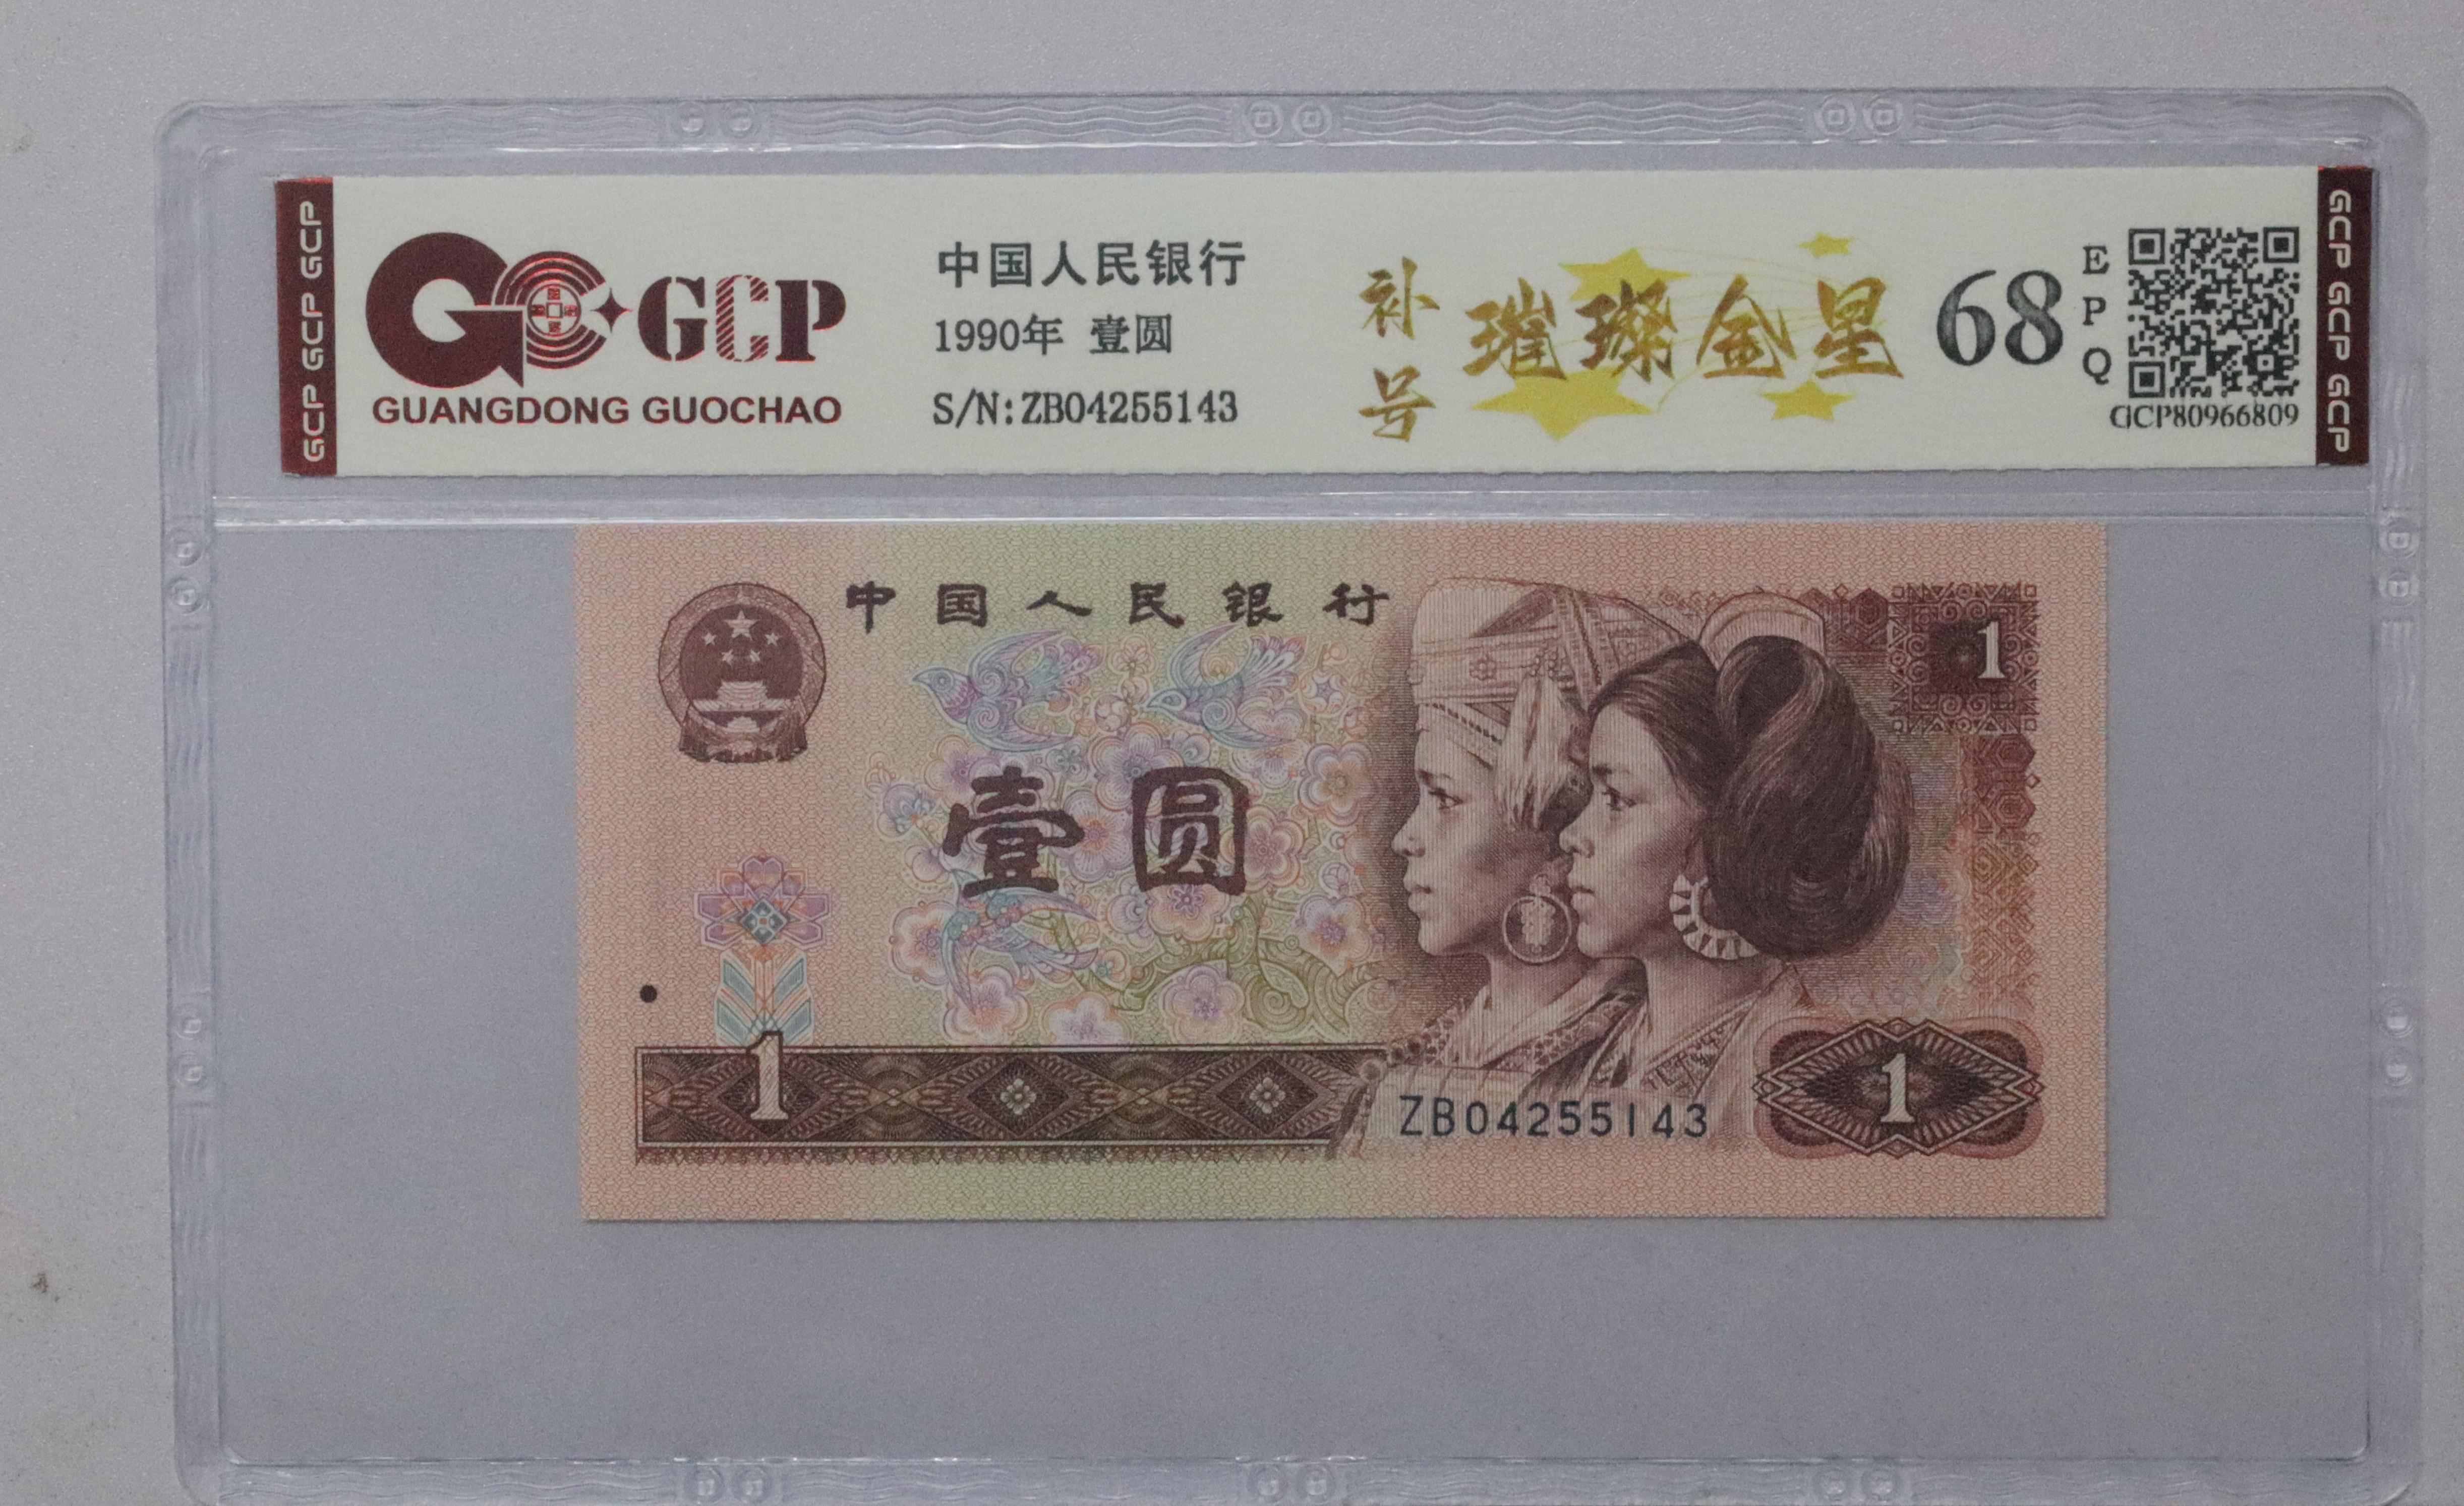 GCP GCP GCP
GCP
GUANGDONG GUOCHAO
中国人民银行
1990年 壹圆
S/N:ZB04255143
补号
璀璨金星
68
EPQ
GCP80966809
GCP GCP GCP
中国人民银行
1
壹圆
1
ZB04255143
1